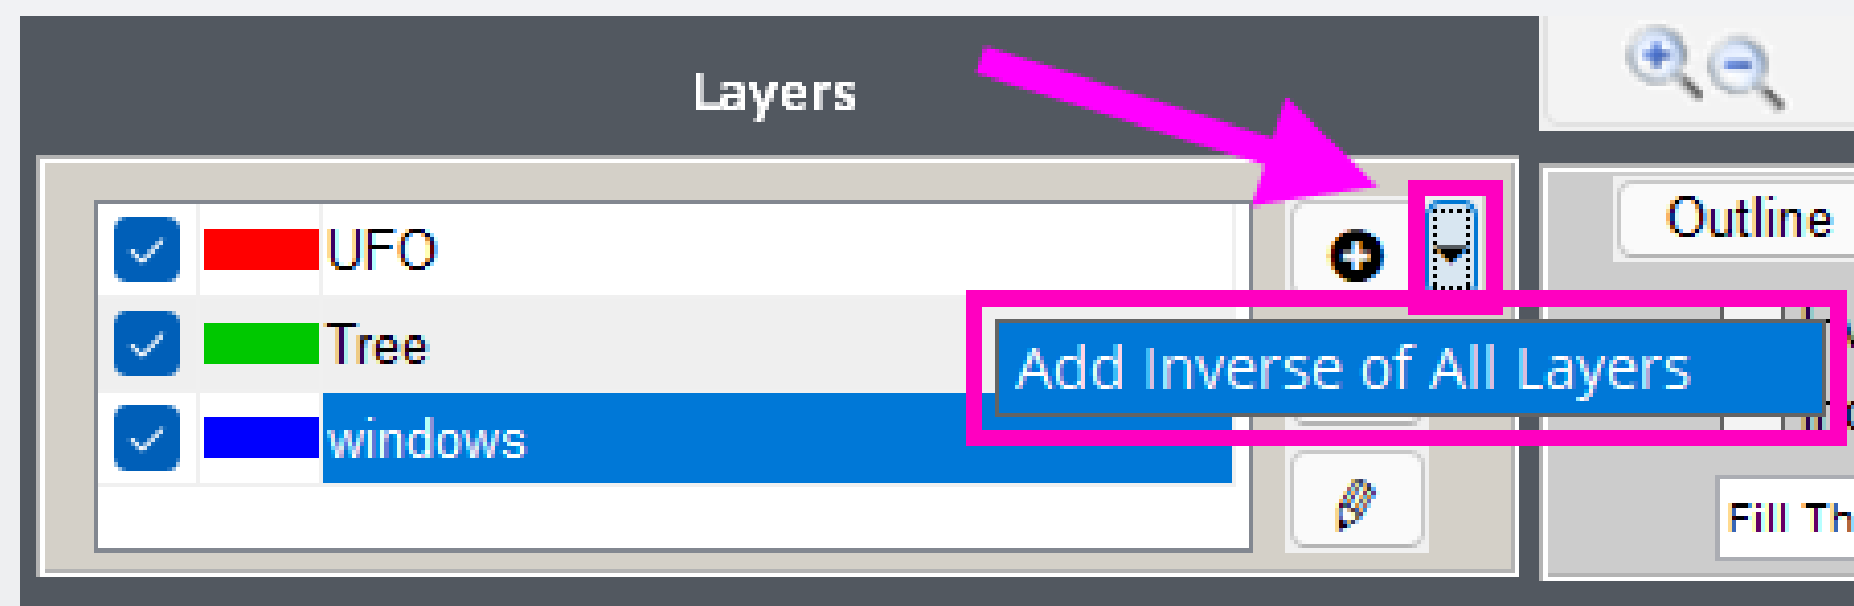 Layers
UFO
Tree
windows
Add Inverse of All Layers
Outline
Fill Th